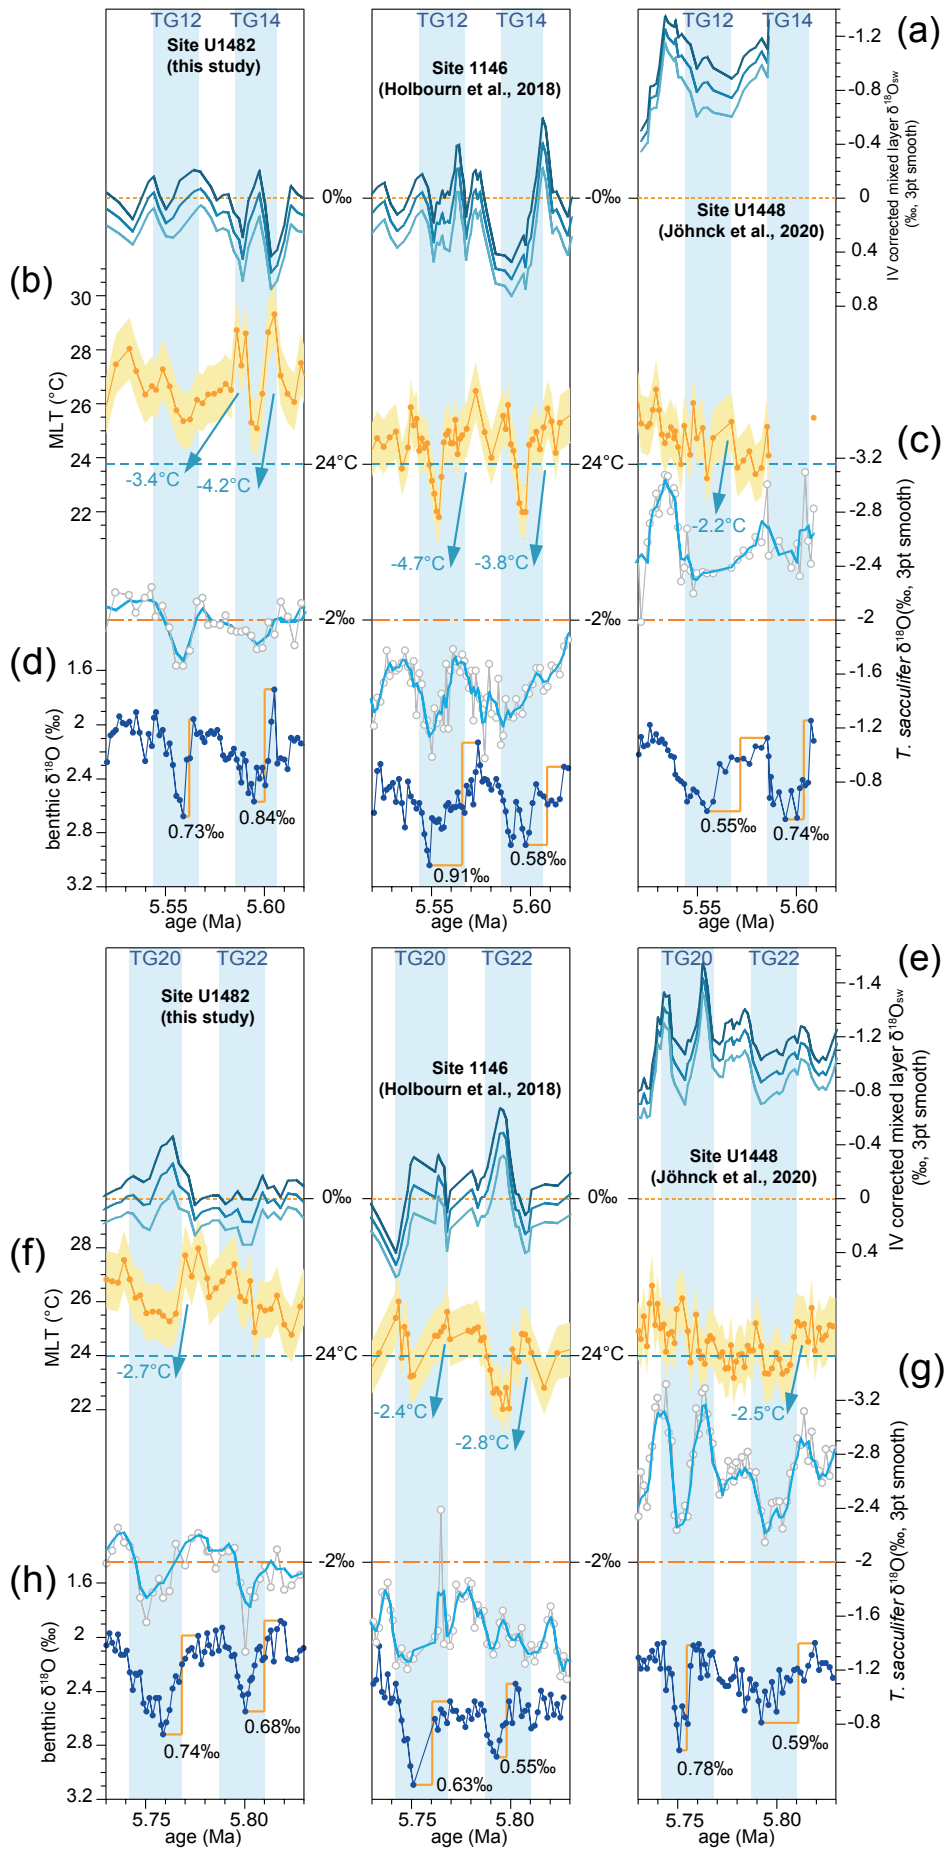 TG12
TG14
TG12
TG14
TG12
TG14
(a)
Site U1482
(this study)
Site 1146
(Holbourn et al., 2018)
Site U1448
(Jöhnck et al., 2020)
-1.2
-0.8
-0.4
0
0.4
0.8
IV corrected mixed layer δ18Osw
(‰, 3pt smooth)
0‰
-0‰
(b)
30
28
26
24
22
MLT (°C)
-3.4°C
-4.2°C
24°C
-4.7°C
-3.8°C
-2.2°C
(c)
-3.2
-2.8
-2.4
-2
-1.6
-1.2
-0.8
T. sacculifer δ18O(‰, 3pt smooth)
-2‰
(d)
1.6
2
2.4
2.8
3.2
benthic δ18O (‰)
0.73‰
0.84‰
0.91‰
0.58‰
0.55‰
0.74‰
5.55
5.60
5.55
5.60
5.55
5.60
age (Ma)
age (Ma)
age (Ma)
TG20
TG22
TG20
TG22
TG20
TG22
(e)
Site U1482
(this study)
Site 1146
(Holbourn et al., 2018)
Site U1448
(Jöhnck et al., 2020)
-1.4
-1.2
-0.8
-0.4
0
0.4
IV corrected mixed layer δ18Osw
(‰, 3pt smooth)
0‰
0‰
(f)
28
26
24
22
MLT (°C)
-2.7°C
24°C
-2.4°C
-2.8°C
-2.5°C
(g)
-3.2
-2.8
-2.4
-2
-1.6
-1.2
-0.8
T. sacculifer δ18O(‰, 3pt smooth)
-2‰
(h)
1.6
2
2.4
2.8
3.2
benthic δ18O (‰)
0.74‰
0.68‰
0.63‰
0.55‰
0.78‰
0.59‰
5.75
5.80
5.75
5.80
5.75
5.80
age (Ma)
age (Ma)
age (Ma)